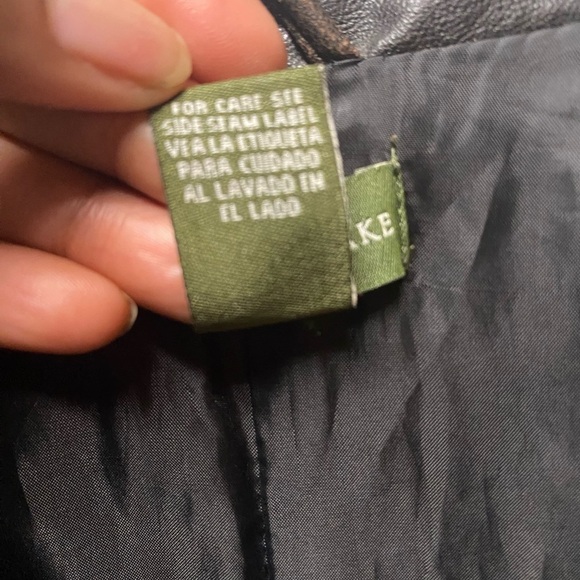 FOR CARE SEE
SIDE SEAM LABEL
VEA LA ETIQUETA
PARA CUIDADO
AL LAVADO EN
EL LADO
AKE